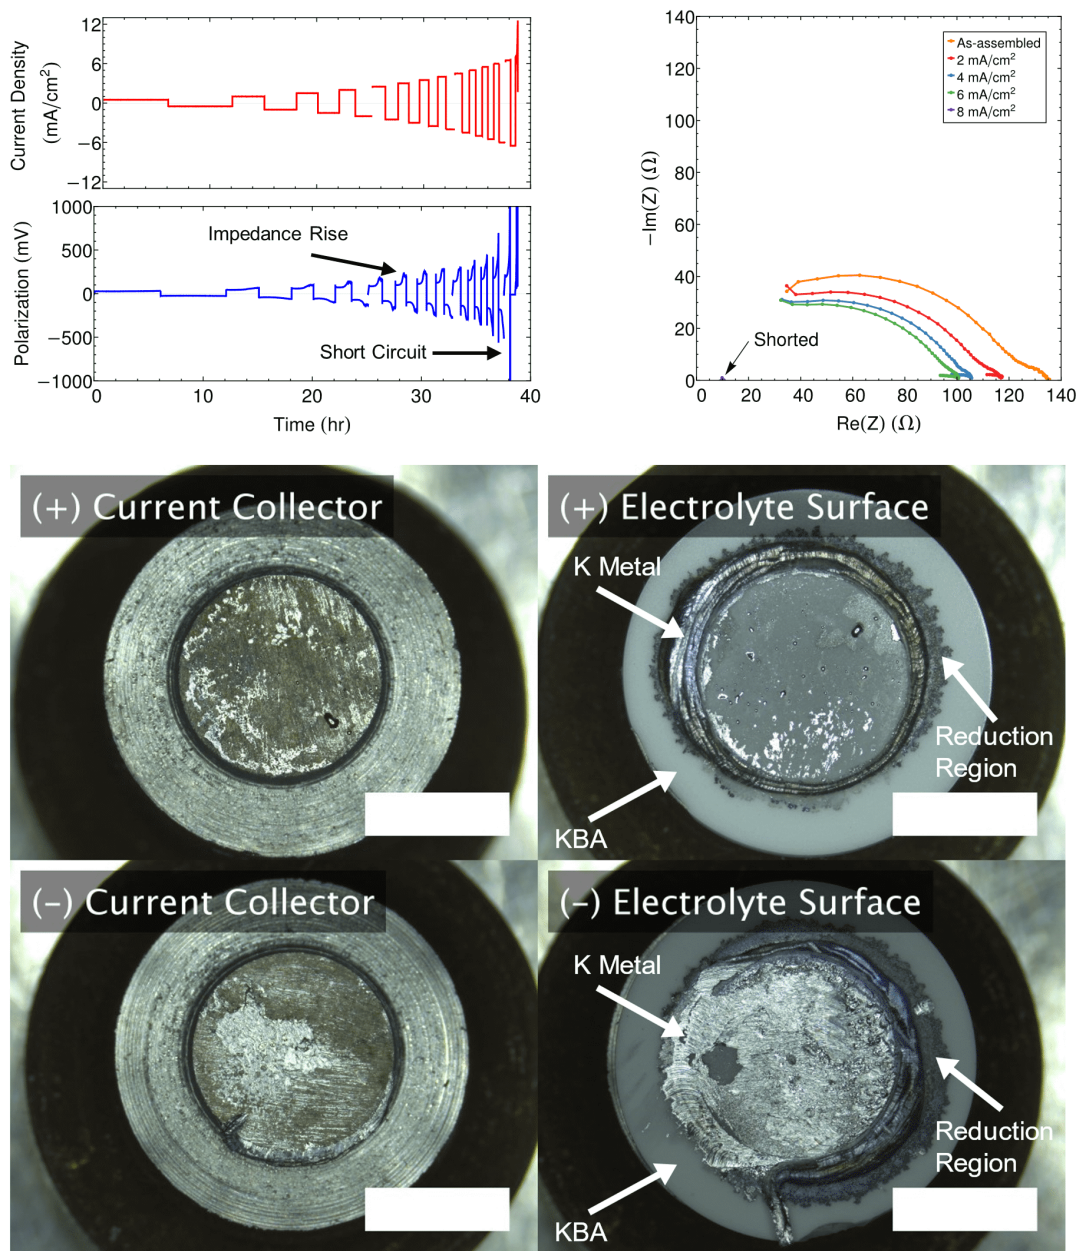 12
6
0
−6
−12
Current Density
(mA/cm²)
1000
500
0
−500
−1000
Polarization (mV)
Impedance Rise
Short Circuit
0
10
20
30
40
Time (hr)
140
120
100
80
60
40
20
0
−Im(Z) (Ω)
As-assembled
2 mA/cm²
4 mA/cm²
6 mA/cm²
8 mA/cm²
Shorted
0
20
40
60
80
100
120
140
Re(Z) (Ω)
(+) Current Collector
(+) Electrolyte Surface
K Metal
Reduction
Region
KBA
(−) Current Collector
(−) Electrolyte Surface
K Metal
Reduction
Region
KBA